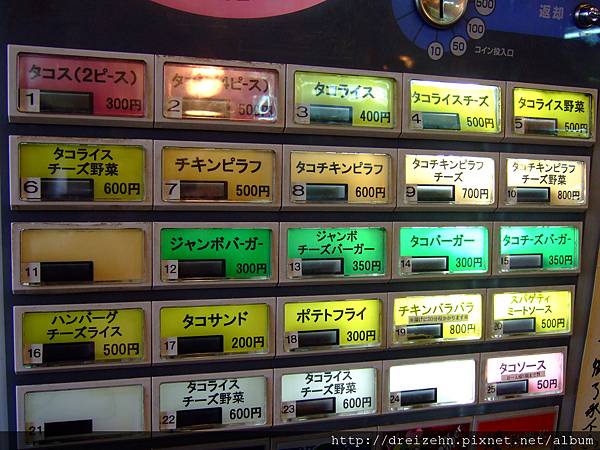 500
100
50
10
返却
コイン投入口
タコス(2ピース)
1
300円
(4ピース)
2
500円
タコライス
3
400円
タコライスチーズ
4
500円
タコライス野菜
5
500円
タコライス
チーズ野菜
6
600円
チキンピラフ
7
500円
タコチキンピラフ
8
600円
タコチキンピラフ
チーズ
9
700円
タコチキンピラフ
チーズ野菜
10
800円
11
ジャンボバーガー
12
300円
ジャンボ
チーズバーガー
13
350円
タコバーガー
14
300円
タコチーズバーガー
15
350円
ハンバーグ
チーズライス
16
500円
タコサンド
17
200円
ポテトフライ
18
300円
チキンバラバラ
19
800円
スパゲティ
ミートソース
20
500円
21
タコライス
チーズ野菜
22
600円
タコライス
チーズ野菜
23
600円
24
タコソース
25
50円
http://dreizehn.pixnet.net/album